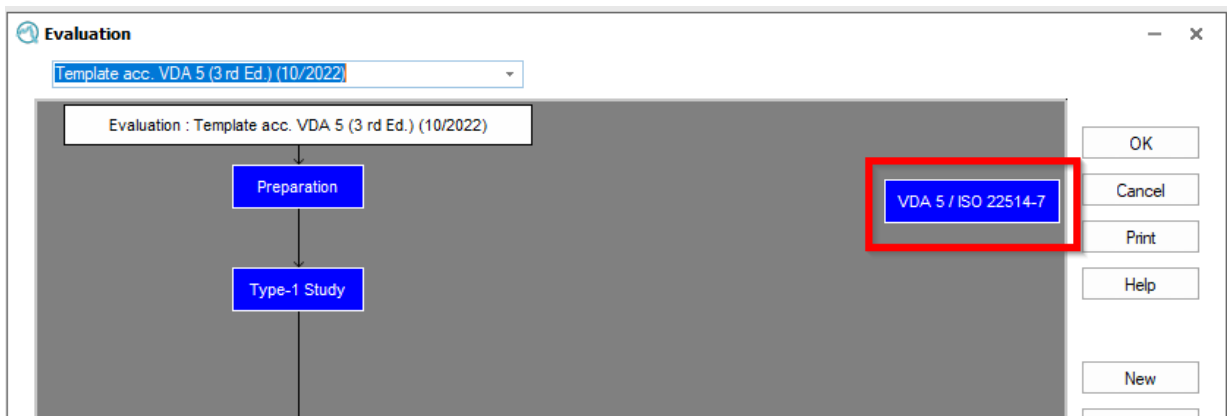 Evaluation
Template acc. VDA 5 (3 rd Ed.) (10/2022)
Evaluation : Template acc. VDA 5 (3 rd Ed.) (10/2022)
OK
Preparation
VDA 5 / ISO 22514-7
Cancel
Print
Type-1 Study
Help
New